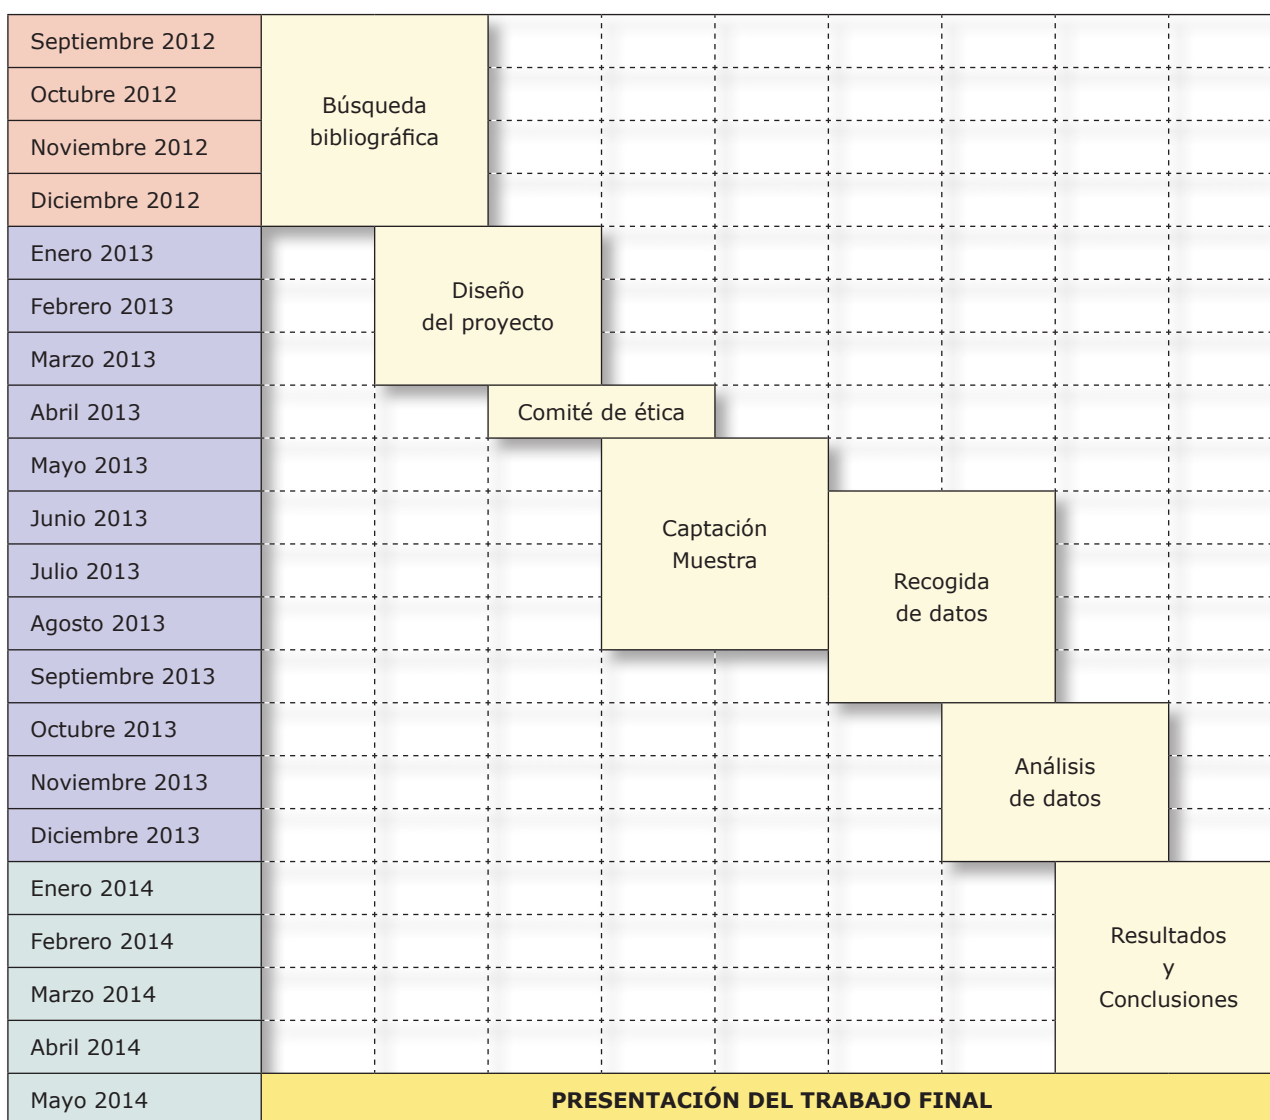 Septiembre 2012
Octubre 2012
Búsqueda
bibliográfica
Noviembre 2012
Diciembre 2012
Enero 2013
Febrero 2013
Diseño
del proyecto
Marzo 2013
Abril 2013
Comité de ética
Mayo 2013
Junio 2013
Captación
Muestra
Julio 2013
Recogida
de datos
Agosto 2013
Septiembre 2013
Octubre 2013
Noviembre 2013
Análisis
de datos
Diciembre 2013
Enero 2014
Febrero 2014
Resultados
y
Conclusiones
Marzo 2014
Abril 2014
Mayo 2014
PRESENTACIÓN DEL TRABAJO FINAL